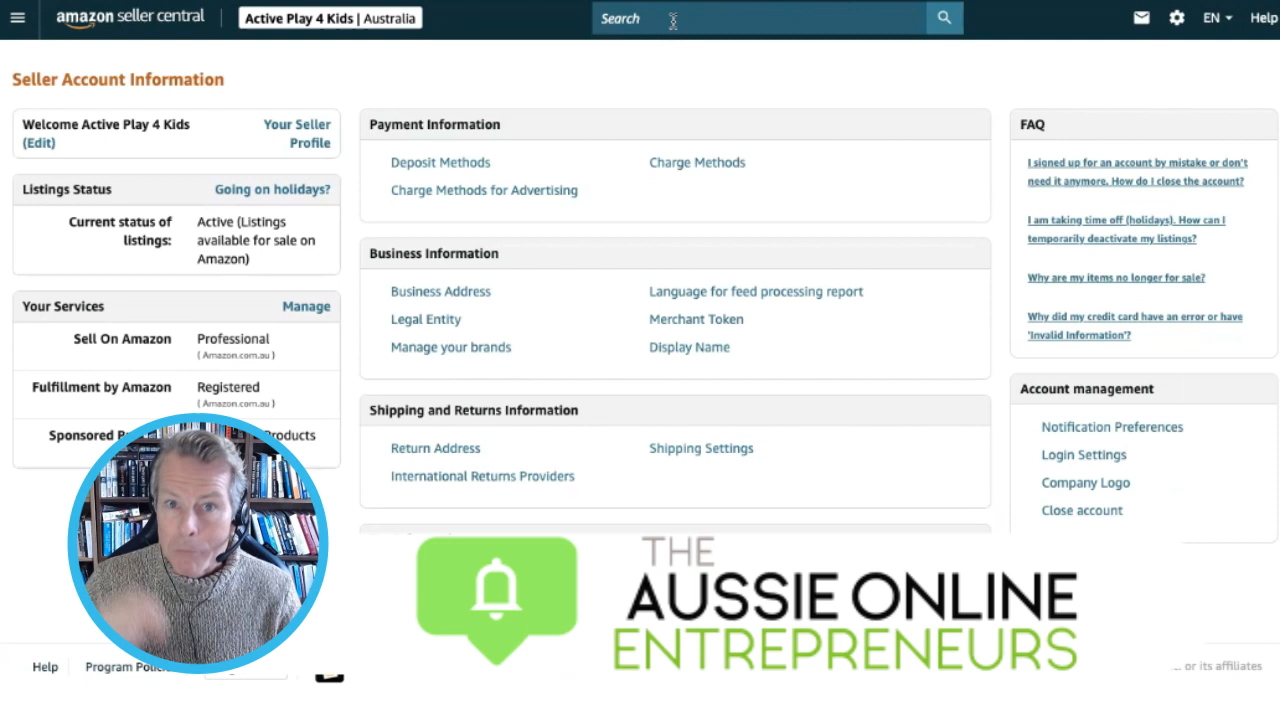 amazon seller central
Active Play 4 Kids | Australia
Search
EN
Help
Seller Account Information
Welcome Active Play 4 Kids
(Edit)
Your Seller
Profile
Listings Status
Going on holidays?
Current status of
listings:
Active (Listings
available for sale on
Amazon)
Your Services
Manage
Sell On Amazon
Professional
( Amazon.com.au )
Fulfillment by Amazon
Registered
( Amazon.com.au )
Sponsored
Products
Payment Information
Deposit Methods
Charge Methods
Charge Methods for Advertising
Business Information
Business Address
Language for feed processing report
Legal Entity
Merchant Token
Manage your brands
Display Name
Shipping and Returns Information
Return Address
Shipping Settings
International Returns Providers
FAQ
I signed up for an account by mistake or don't
need it anymore. How do I close the account?
I am taking time off (holidays). How can I
temporarily deactivate my listings?
Why are my items no longer for sale?
Why did my credit card have an error or have
'Invalid Information'?
Account management
Notification Preferences
Login Settings
Company Logo
Close account
THE
AUSSIE ONLINE
ENTREPRENEURS
Help
Program
or its affiliates